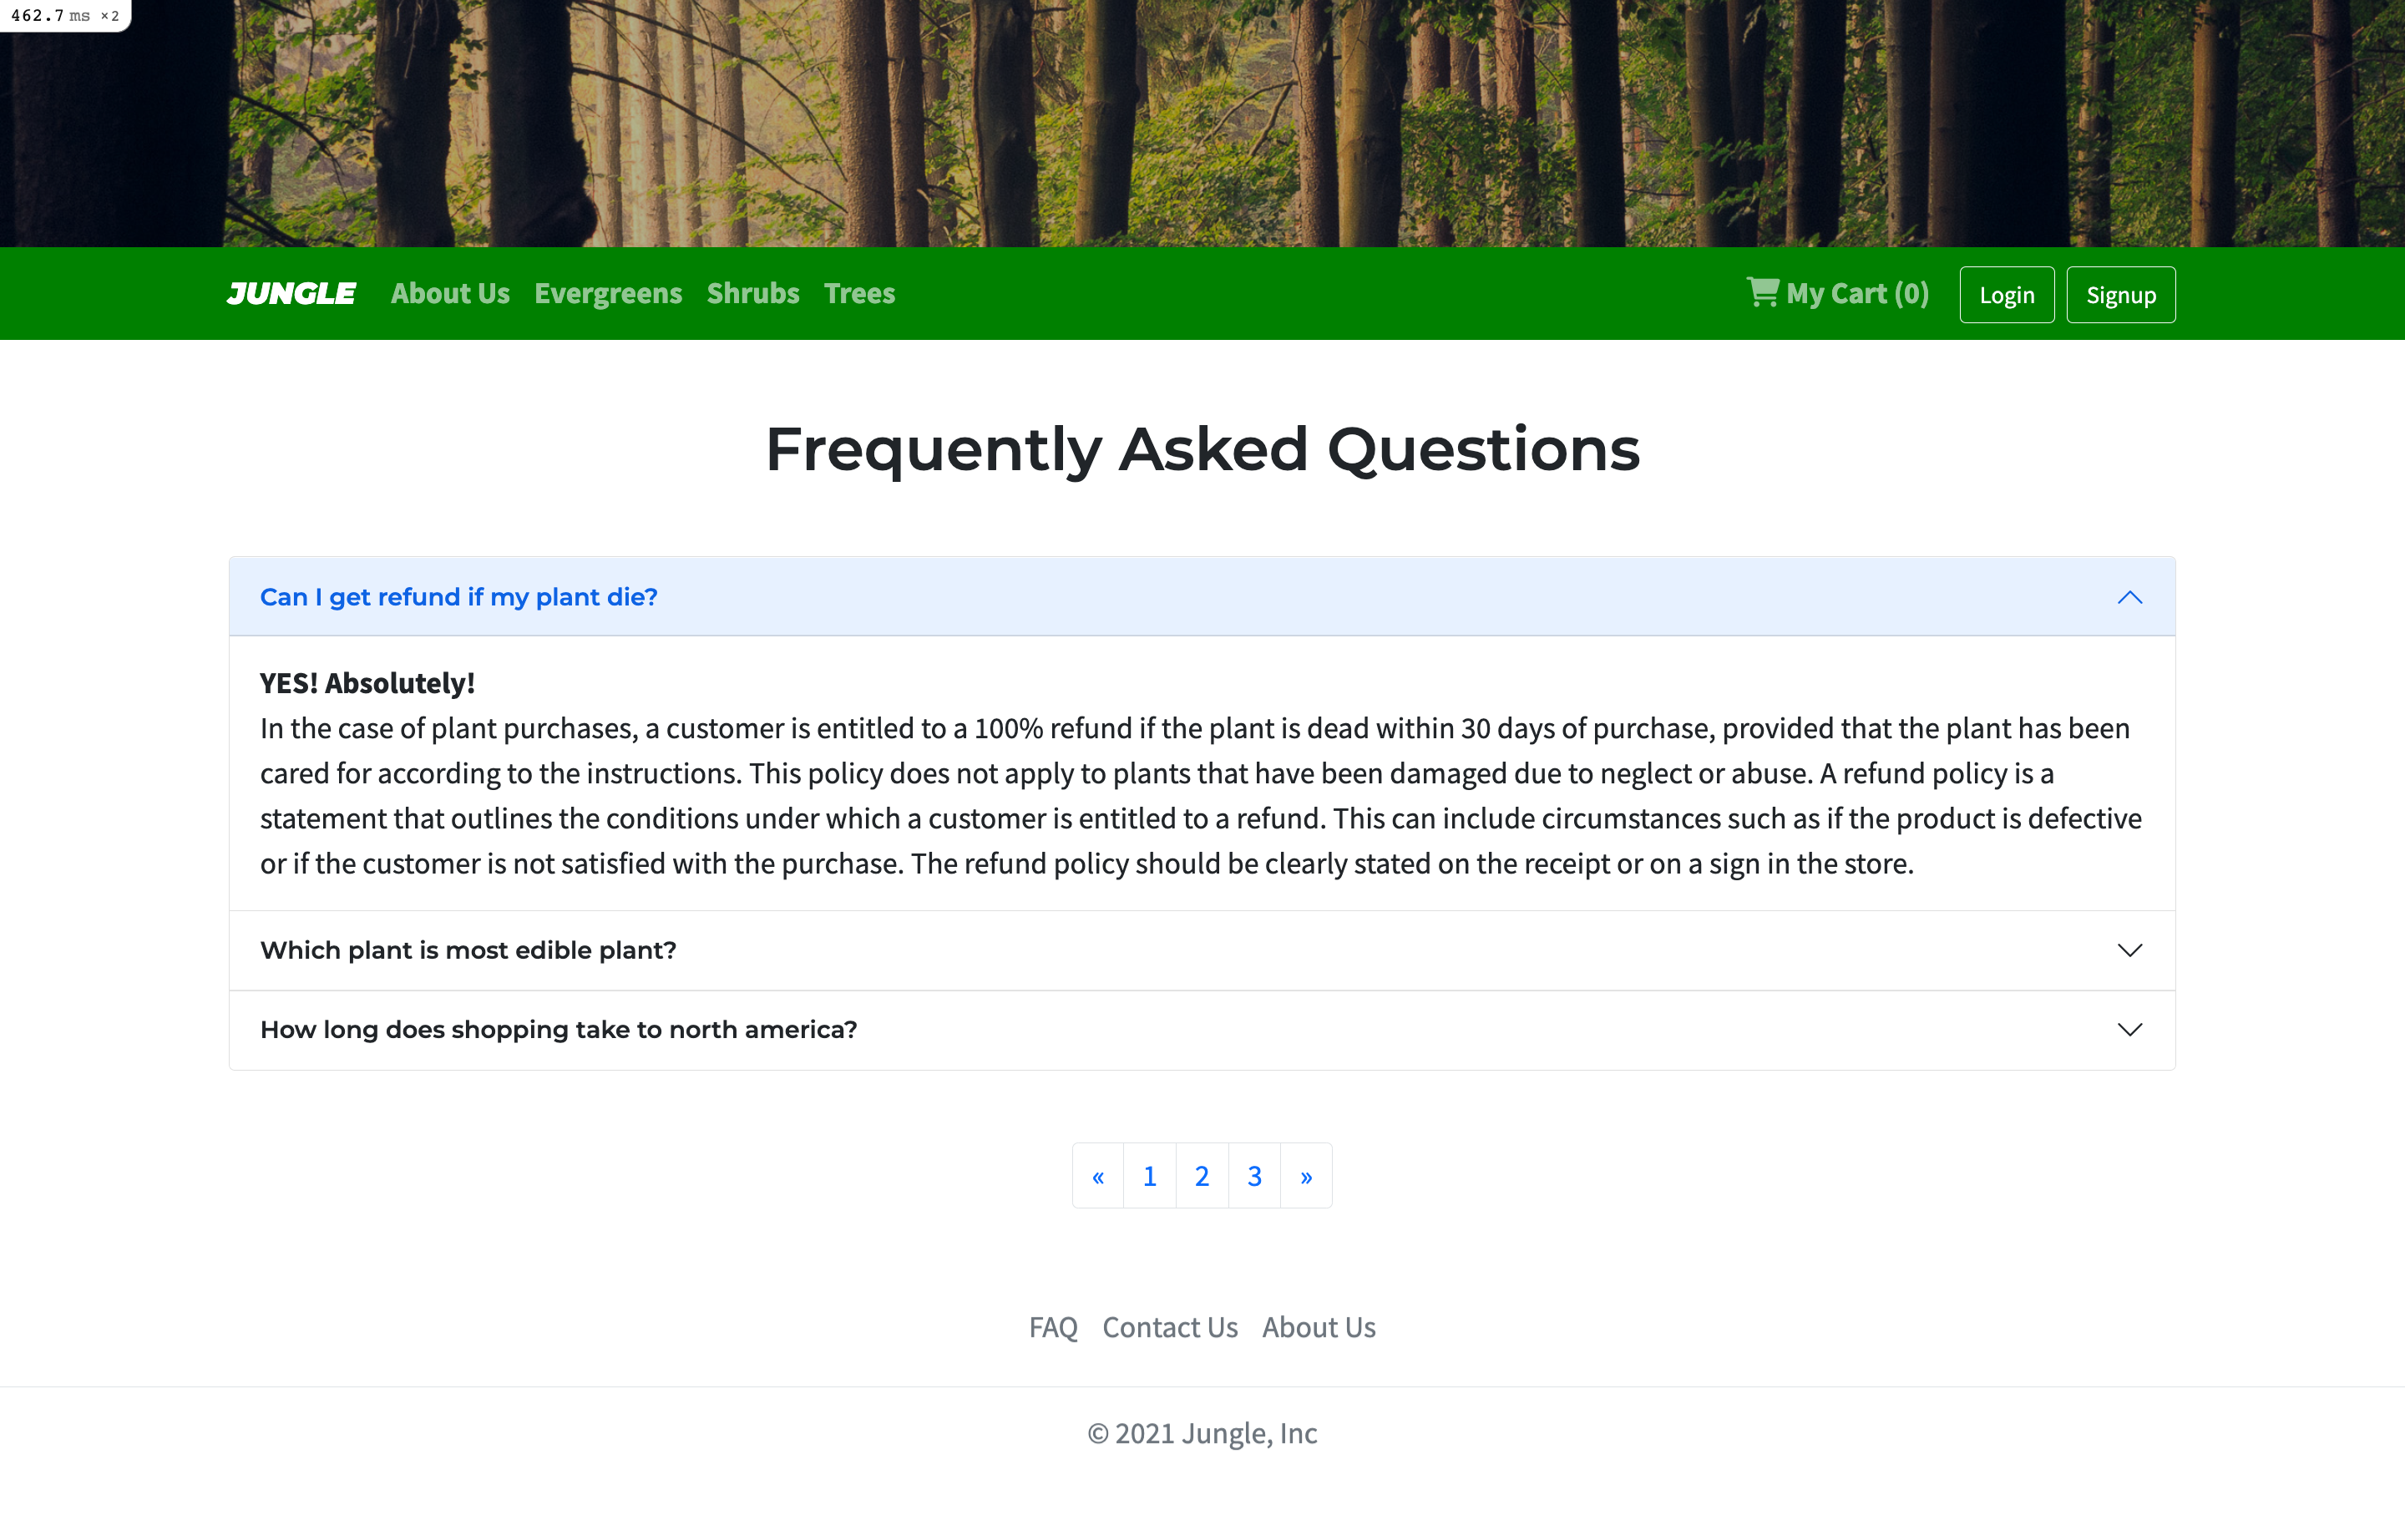 462.7 ms ×2
JUNGLE About Us Evergreens Shrubs Trees My Cart (0) Login Signup
Frequently Asked Questions
Can I get refund if my plant die?
YES! Absolutely!
In the case of plant purchases, a customer is entitled to a 100% refund if the plant is dead within 30 days of purchase, provided that the plant has been
cared for according to the instructions. This policy does not apply to plants that have been damaged due to neglect or abuse. A refund policy is a
statement that outlines the conditions under which a customer is entitled to a refund. This can include circumstances such as if the product is defective
or if the customer is not satisfied with the purchase. The refund policy should be clearly stated on the receipt or on a sign in the store.
Which plant is most edible plant?
How long does shopping take to north america?
« 1 2 3 »
FAQ Contact Us About Us
© 2021 Jungle, Inc